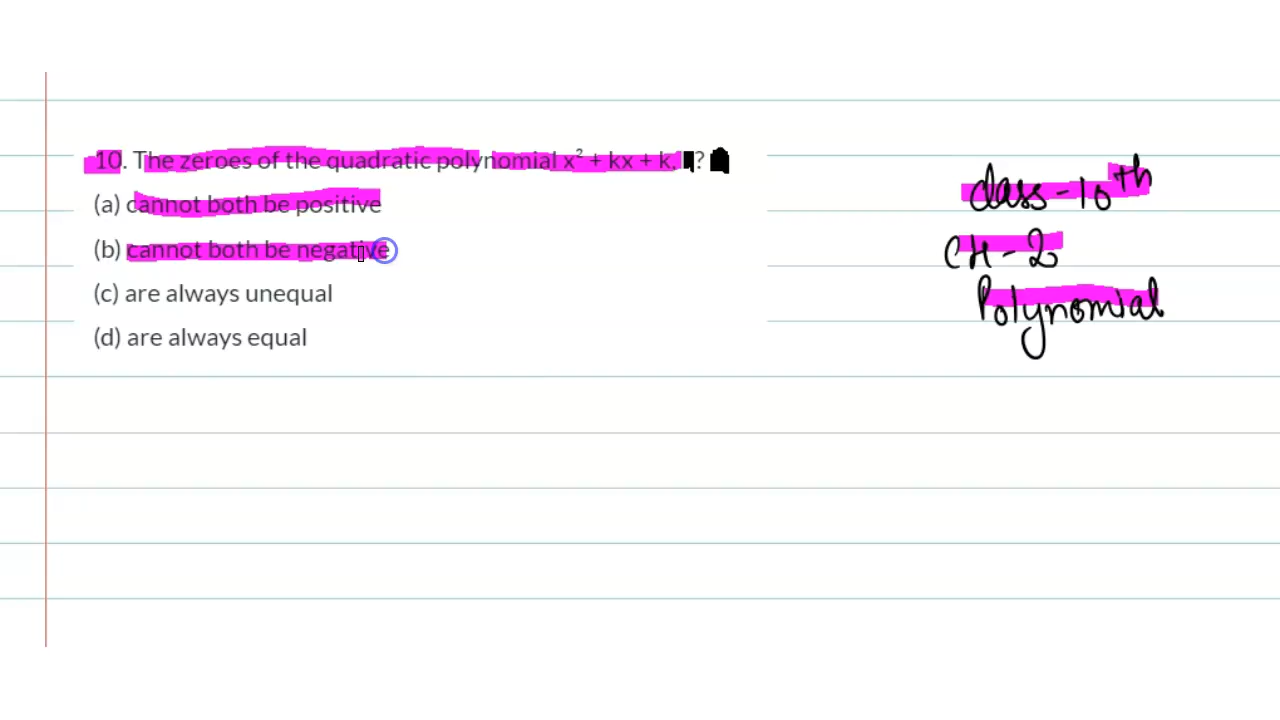 10. The zeroes of the quadratic polynomial x² + kx + k, ?
(a) cannot both be positive
(b) cannot both be negative
(c) are always unequal
(d) are always equal
class - 10th
CH - 2
Polynomial